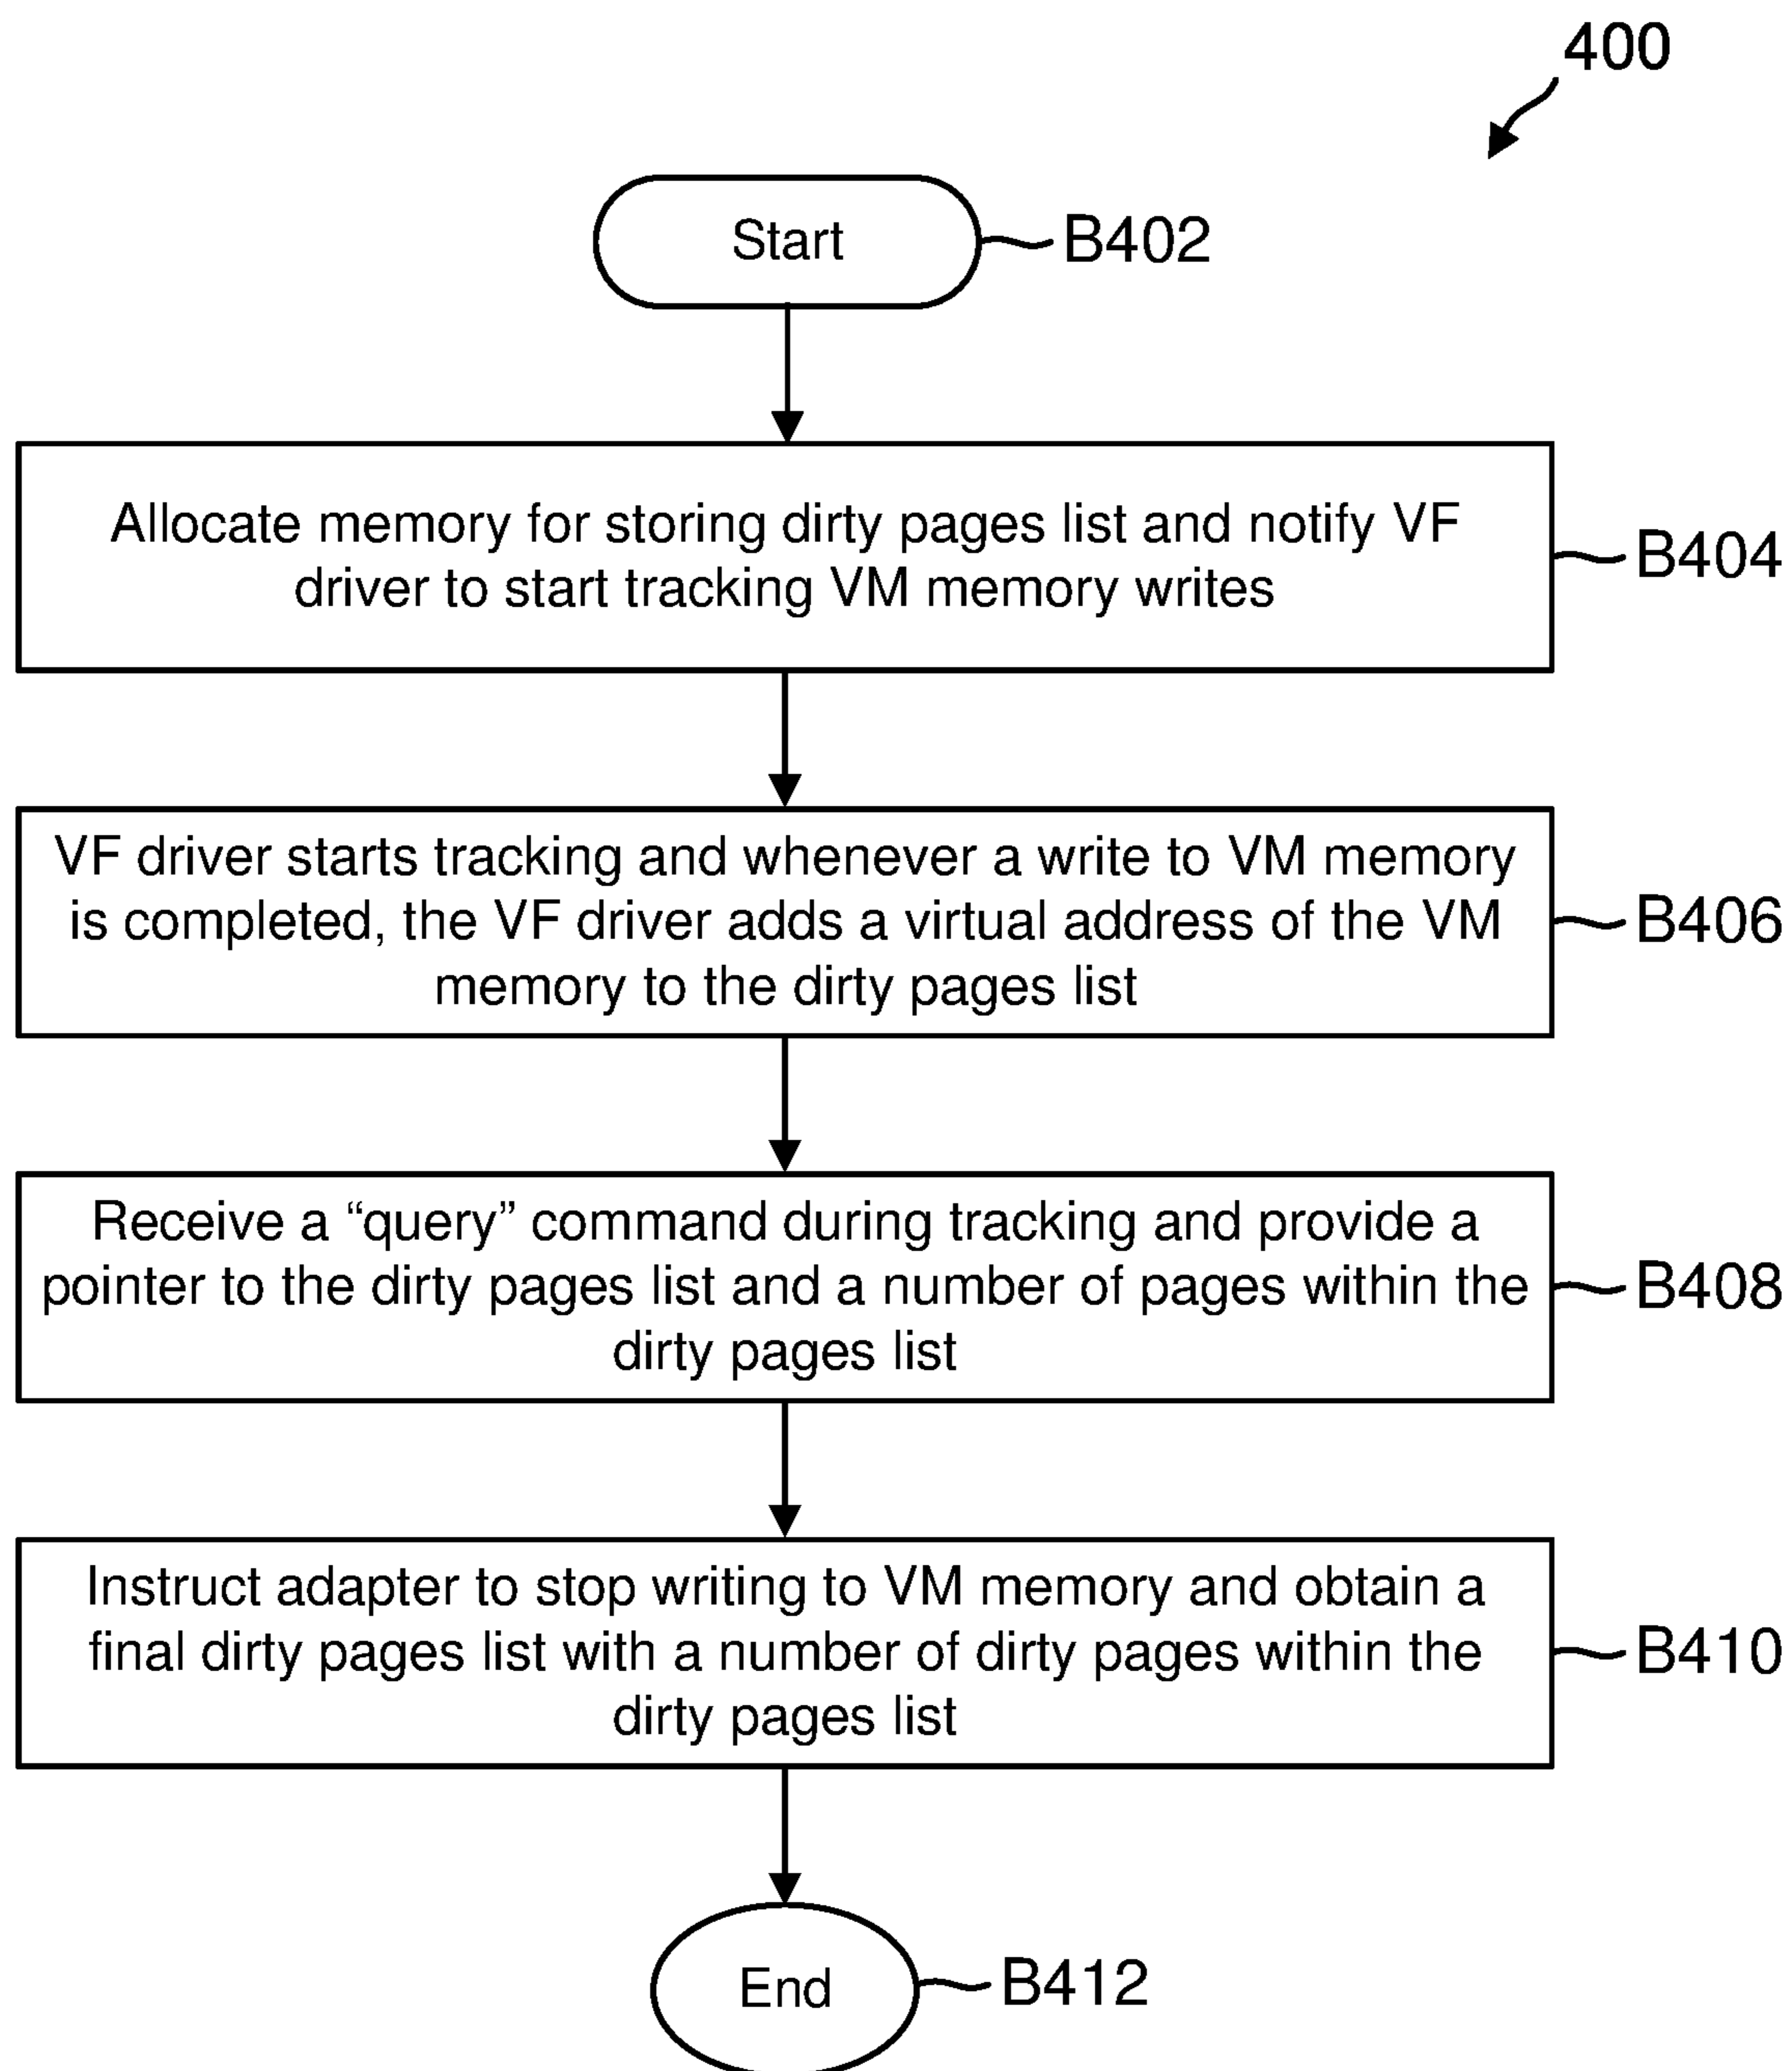 400
Start
B402
Allocate memory for storing dirty pages list and notify VF
driver to start tracking VM memory writes
B404
VF driver starts tracking and whenever a write to VM memory
is completed, the VF driver adds a virtual address of the VM
memory to the dirty pages list
B406
Receive a “query” command during tracking and provide a
pointer to the dirty pages list and a number of pages within the
dirty pages list
B408
Instruct adapter to stop writing to VM memory and obtain a
final dirty pages list with a number of dirty pages within the
dirty pages list
B410
End
B412